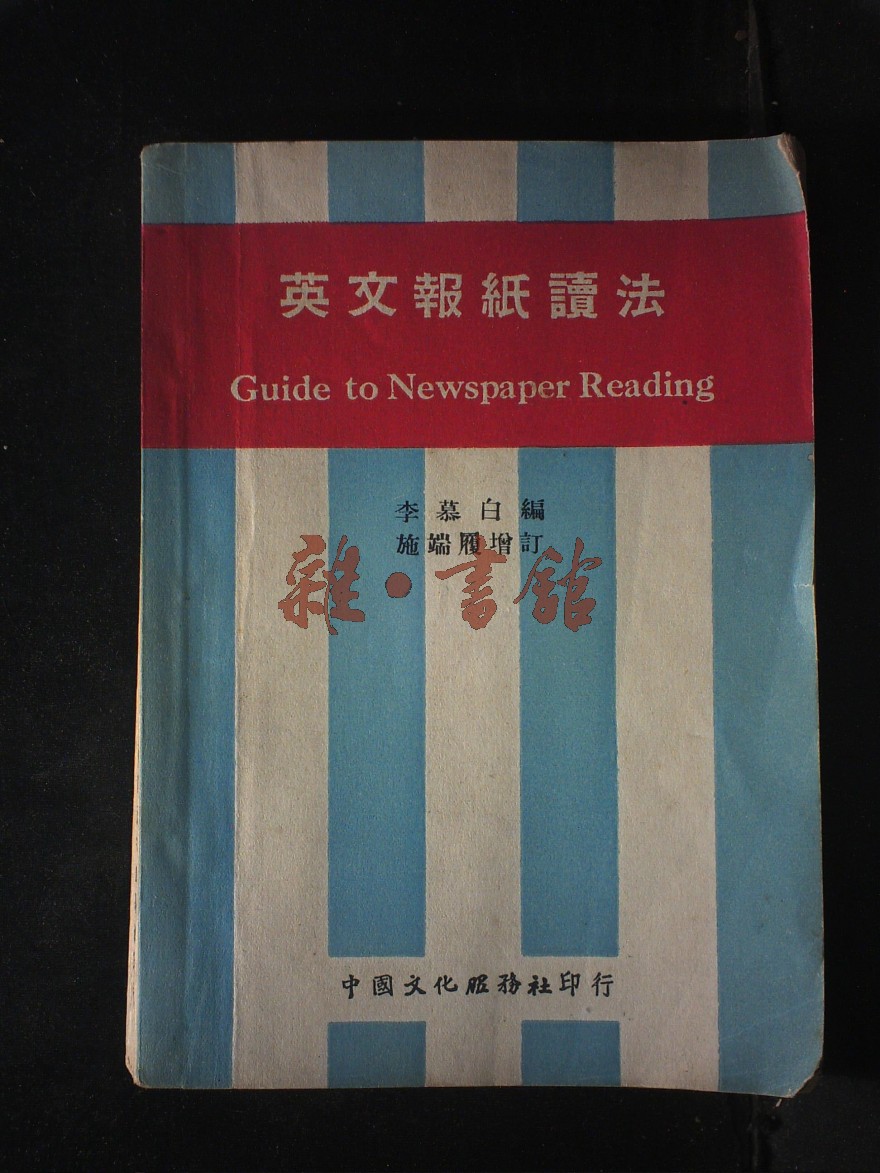 英文報紙讀法
Guide to Newspaper Reading
李慕白編
施端履增訂
雜·書舘
中國文化服務社印行